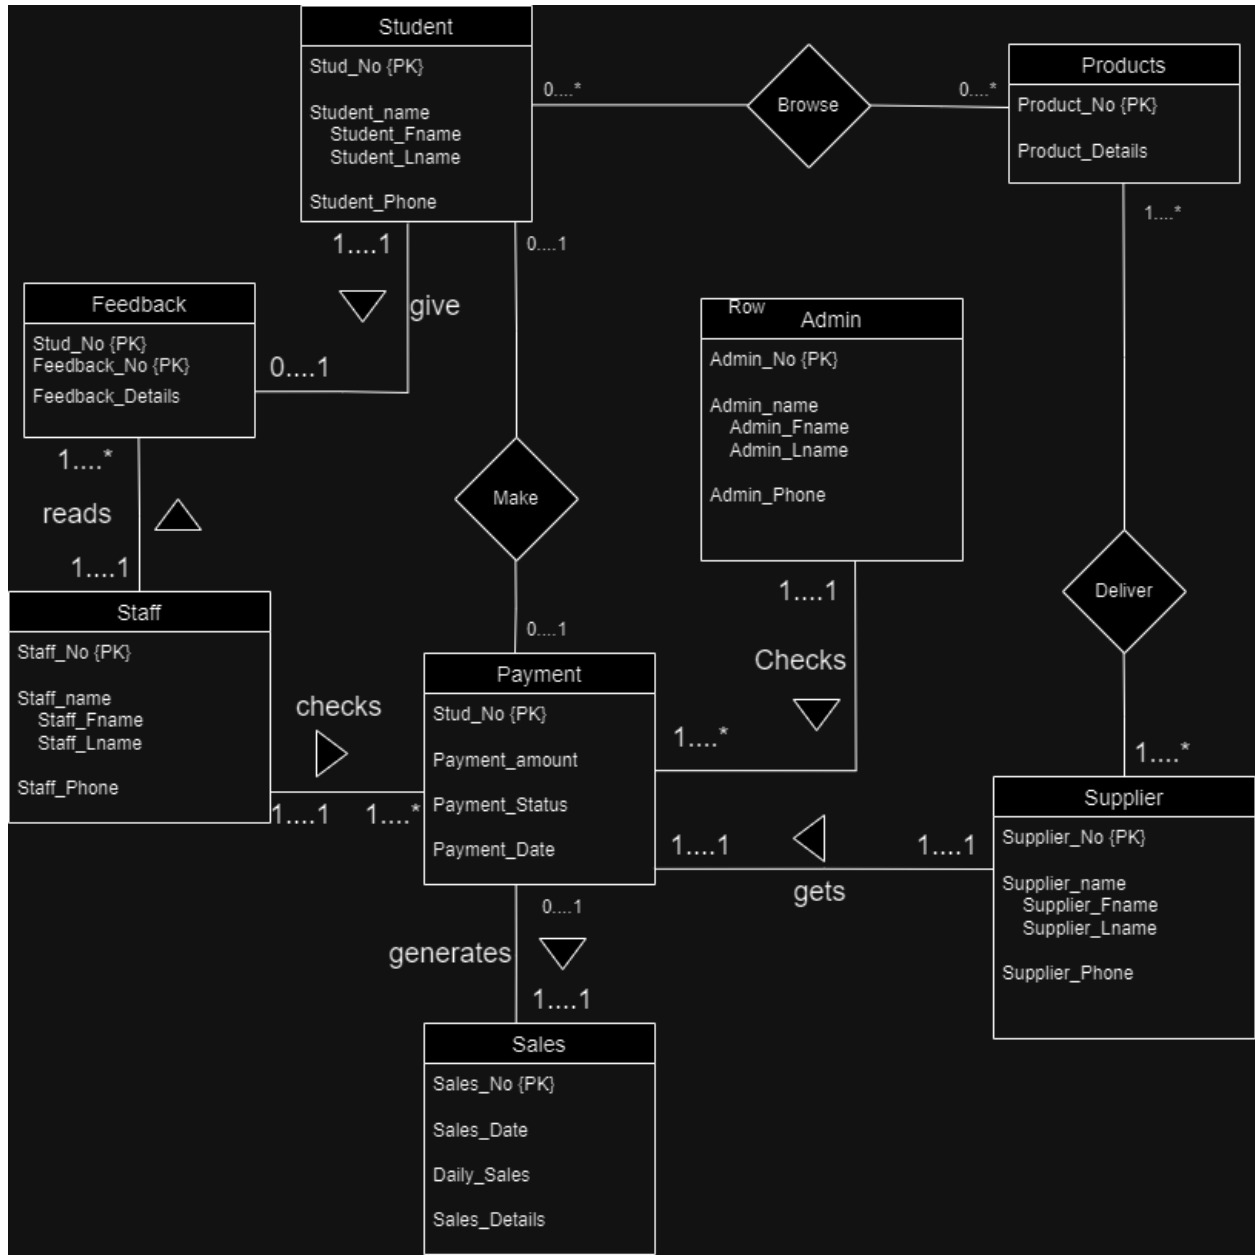 Student
Stud_No {PK}
Student_name
Student_Fname
Student_Lname
Student_Phone
0....*
Browse
0....*
Products
Product_No {PK}
Product_Details
1....1
0....1
1....*
give
Feedback
Stud_No {PK}
Feedback_No {PK}
Feedback_Details
0....1
Row
Admin
Admin_No {PK}
Admin_name
Admin_Fname
Admin_Lname
Admin_Phone
1....*
reads
1....1
Make
1....1
Deliver
Staff
Staff_No {PK}
Staff_name
Staff_Fname
Staff_Lname
Staff_Phone
0....1
Checks
checks
1....1
1....*
Payment
Stud_No {PK}
Payment_amount
Payment_Status
Payment_Date
1....*
1....*
1....1
gets
1....1
Supplier
Supplier_No {PK}
Supplier_name
Supplier_Fname
Supplier_Lname
Supplier_Phone
0....1
generates
1....1
Sales
Sales_No {PK}
Sales_Date
Daily_Sales
Sales_Details